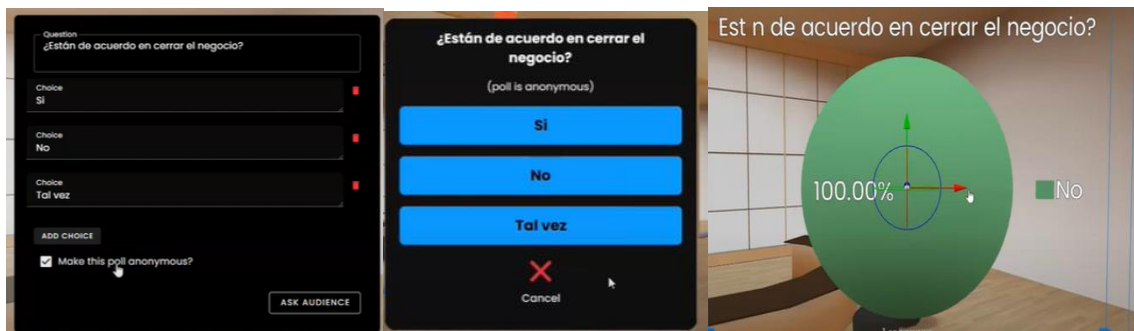 Question
¿Están de acuerdo en cerrar el negocio?
Choice
Si
Choice
No
Choice
Tal vez
ADD CHOICE
Make this poll anonymous?
ASK AUDIENCE
¿Están de acuerdo en cerrar el
negocio?
(poll is anonymous)
Si
No
Tal vez
Cancel
Est n de acuerdo en cerrar el negocio?
100.00%
No